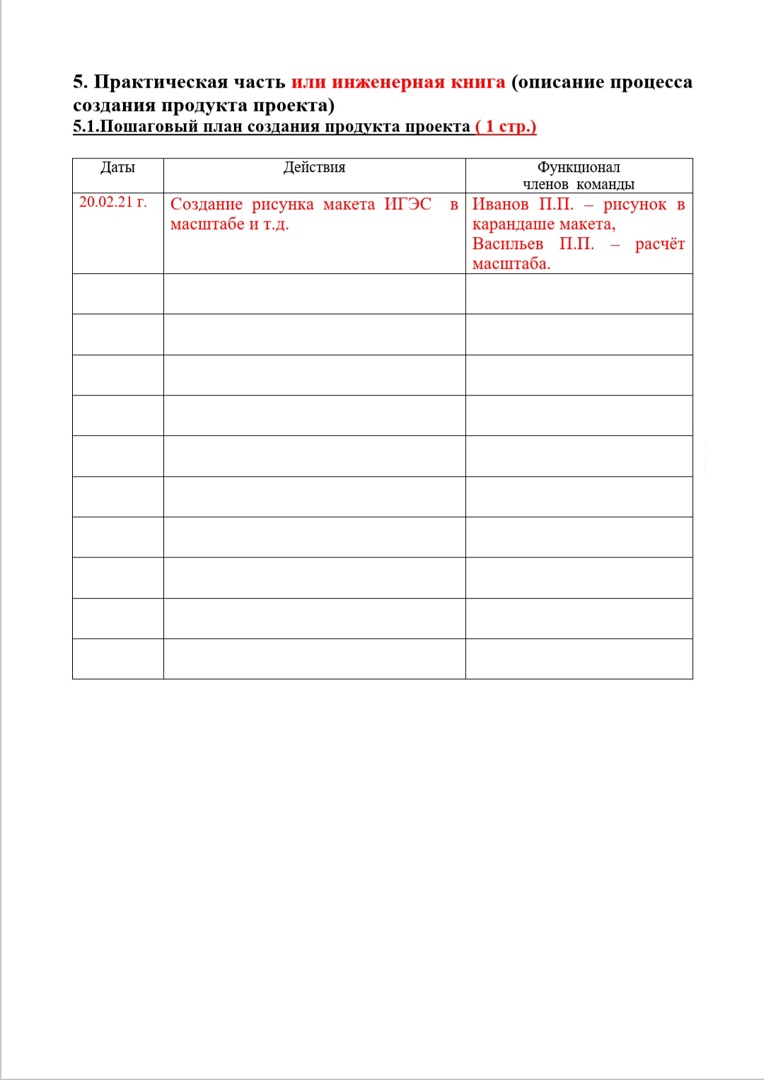 5. Практическая часть или инженерная книга (описание процесса
создания продукта проекта)
5.1.Пошаговый план создания продукта проекта ( 1 стр.)
Даты
Действия
Функционал
членов команды
20.02.21 г.
Создание рисунка макета ИГЭС в
масштабе и т.д.
Иванов П.П. – рисунок в
карандаше макета,
Васильев П.П. – расчёт
масштаба.